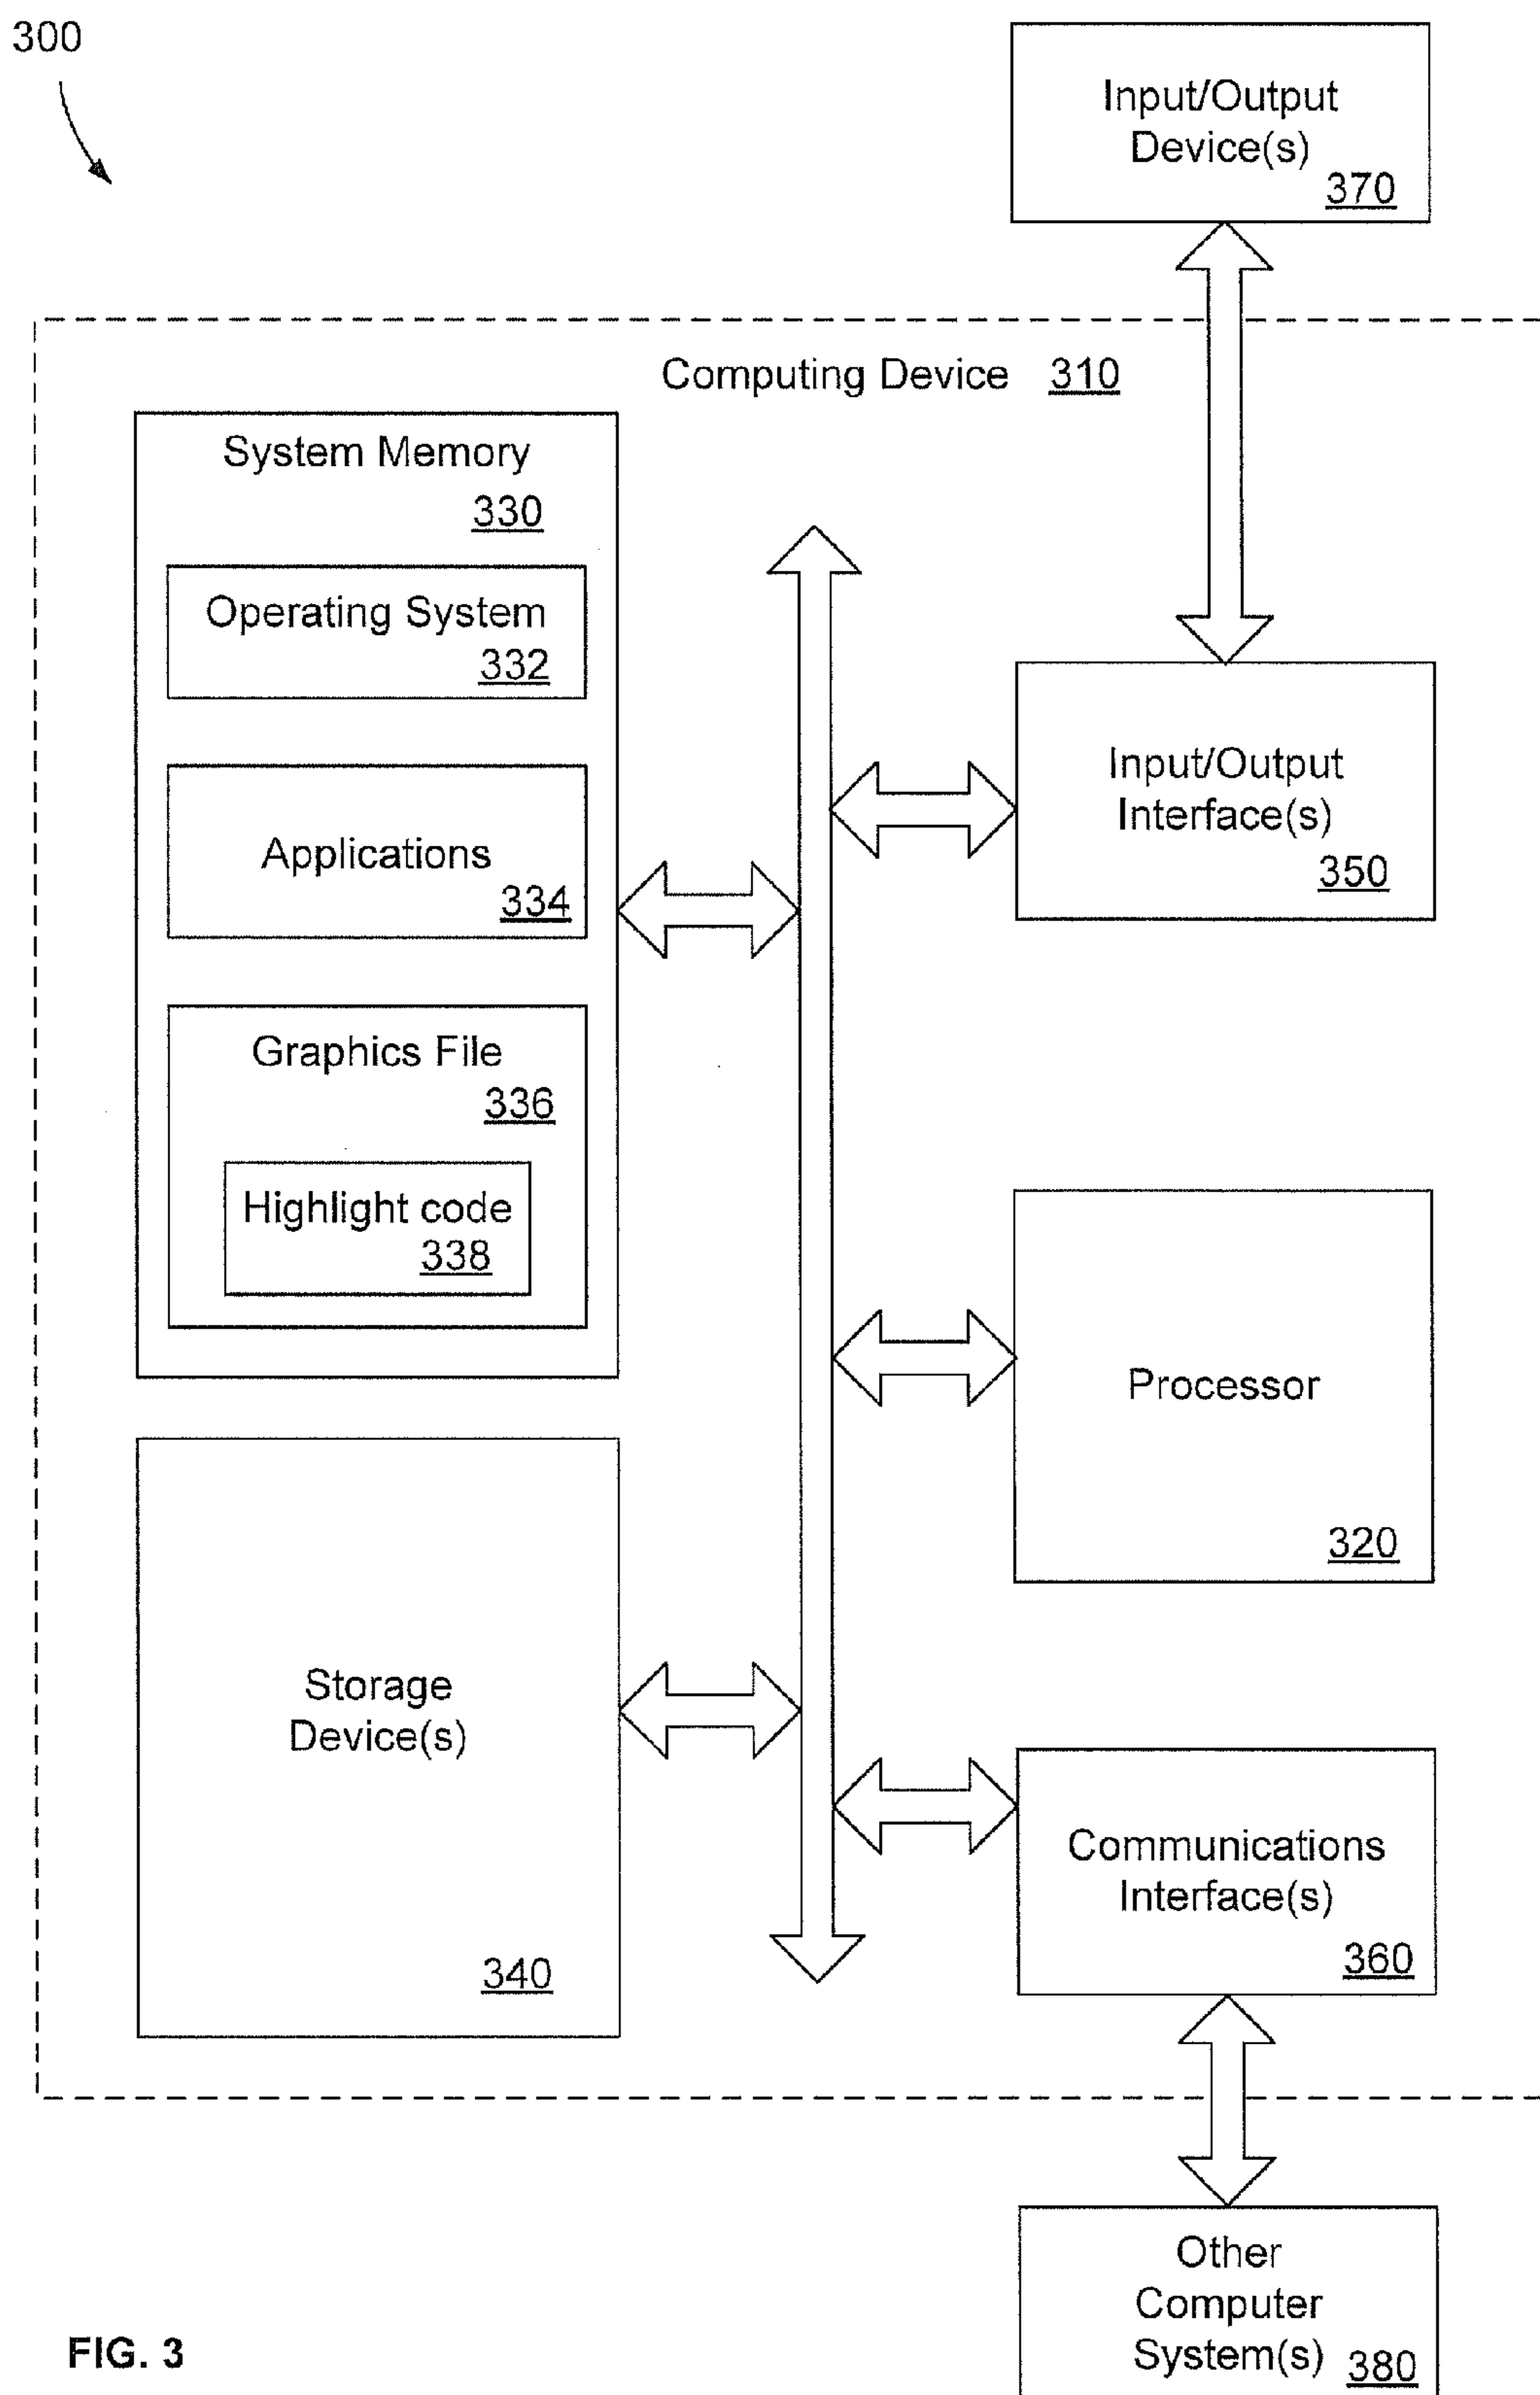 300
Input/Output
Device(s)
370
Computing Device 310
System Memory
330
Operating System
332
Applications
334
Graphics File
336
Highlight code
338
Input/Output
Interface(s)
350
Processor
320
Storage
Device(s)
340
Communications
Interface(s)
360
Other
Computer
System(s) 380
FIG. 3